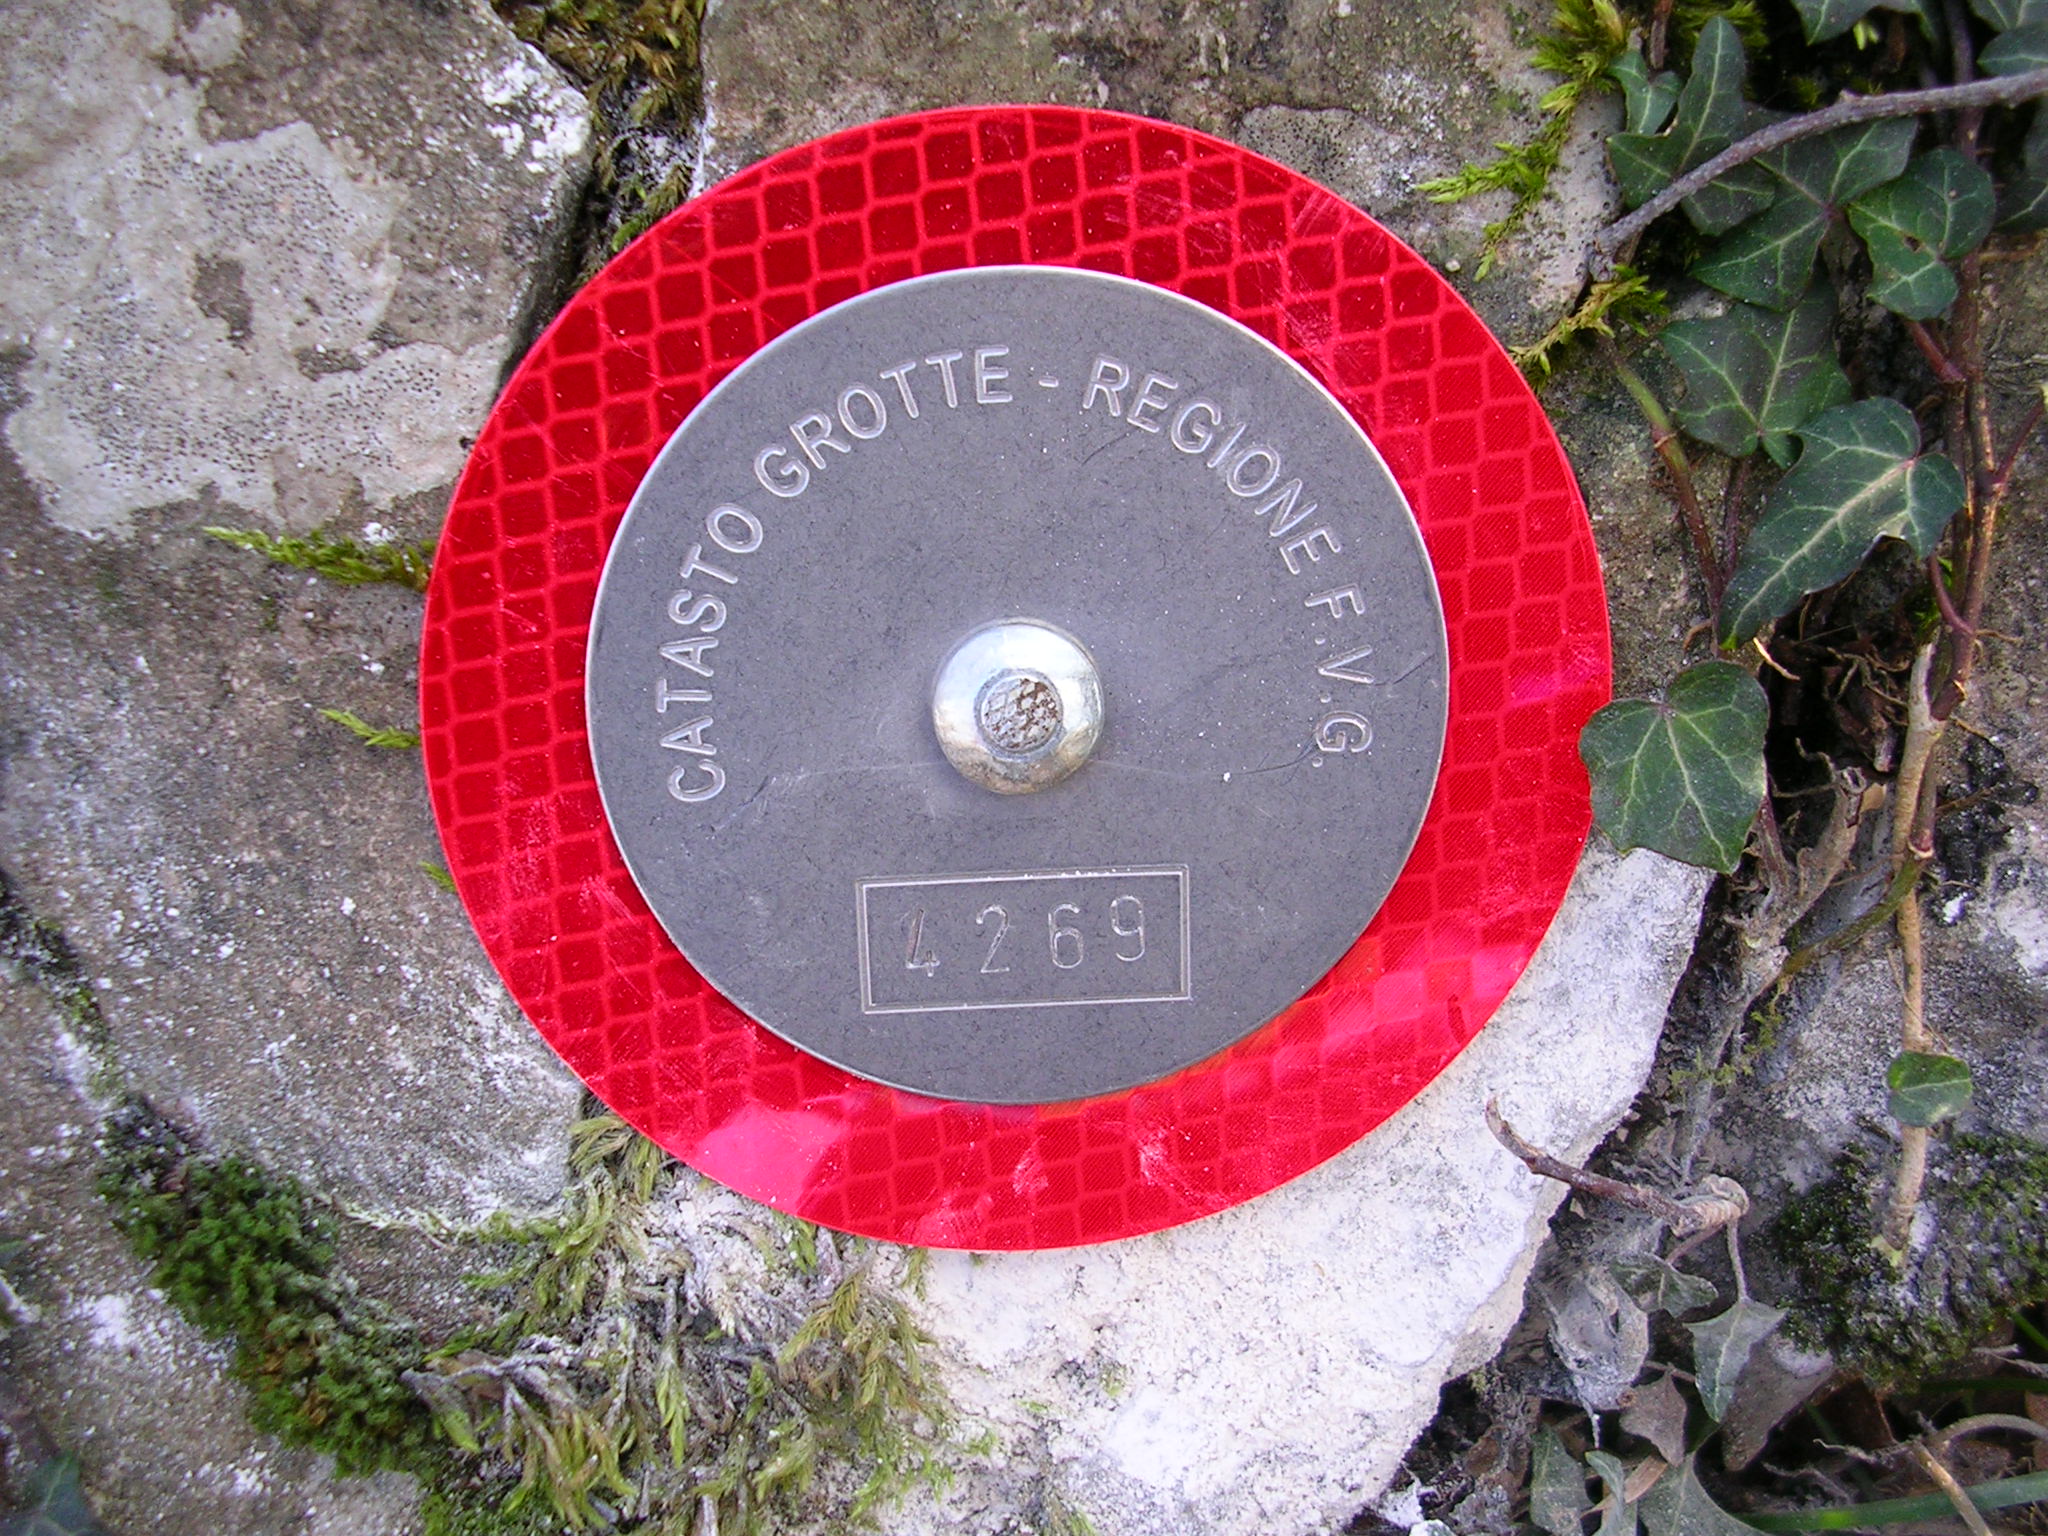 CATASTO GROTTE - REGIONE F.V.G.
4269